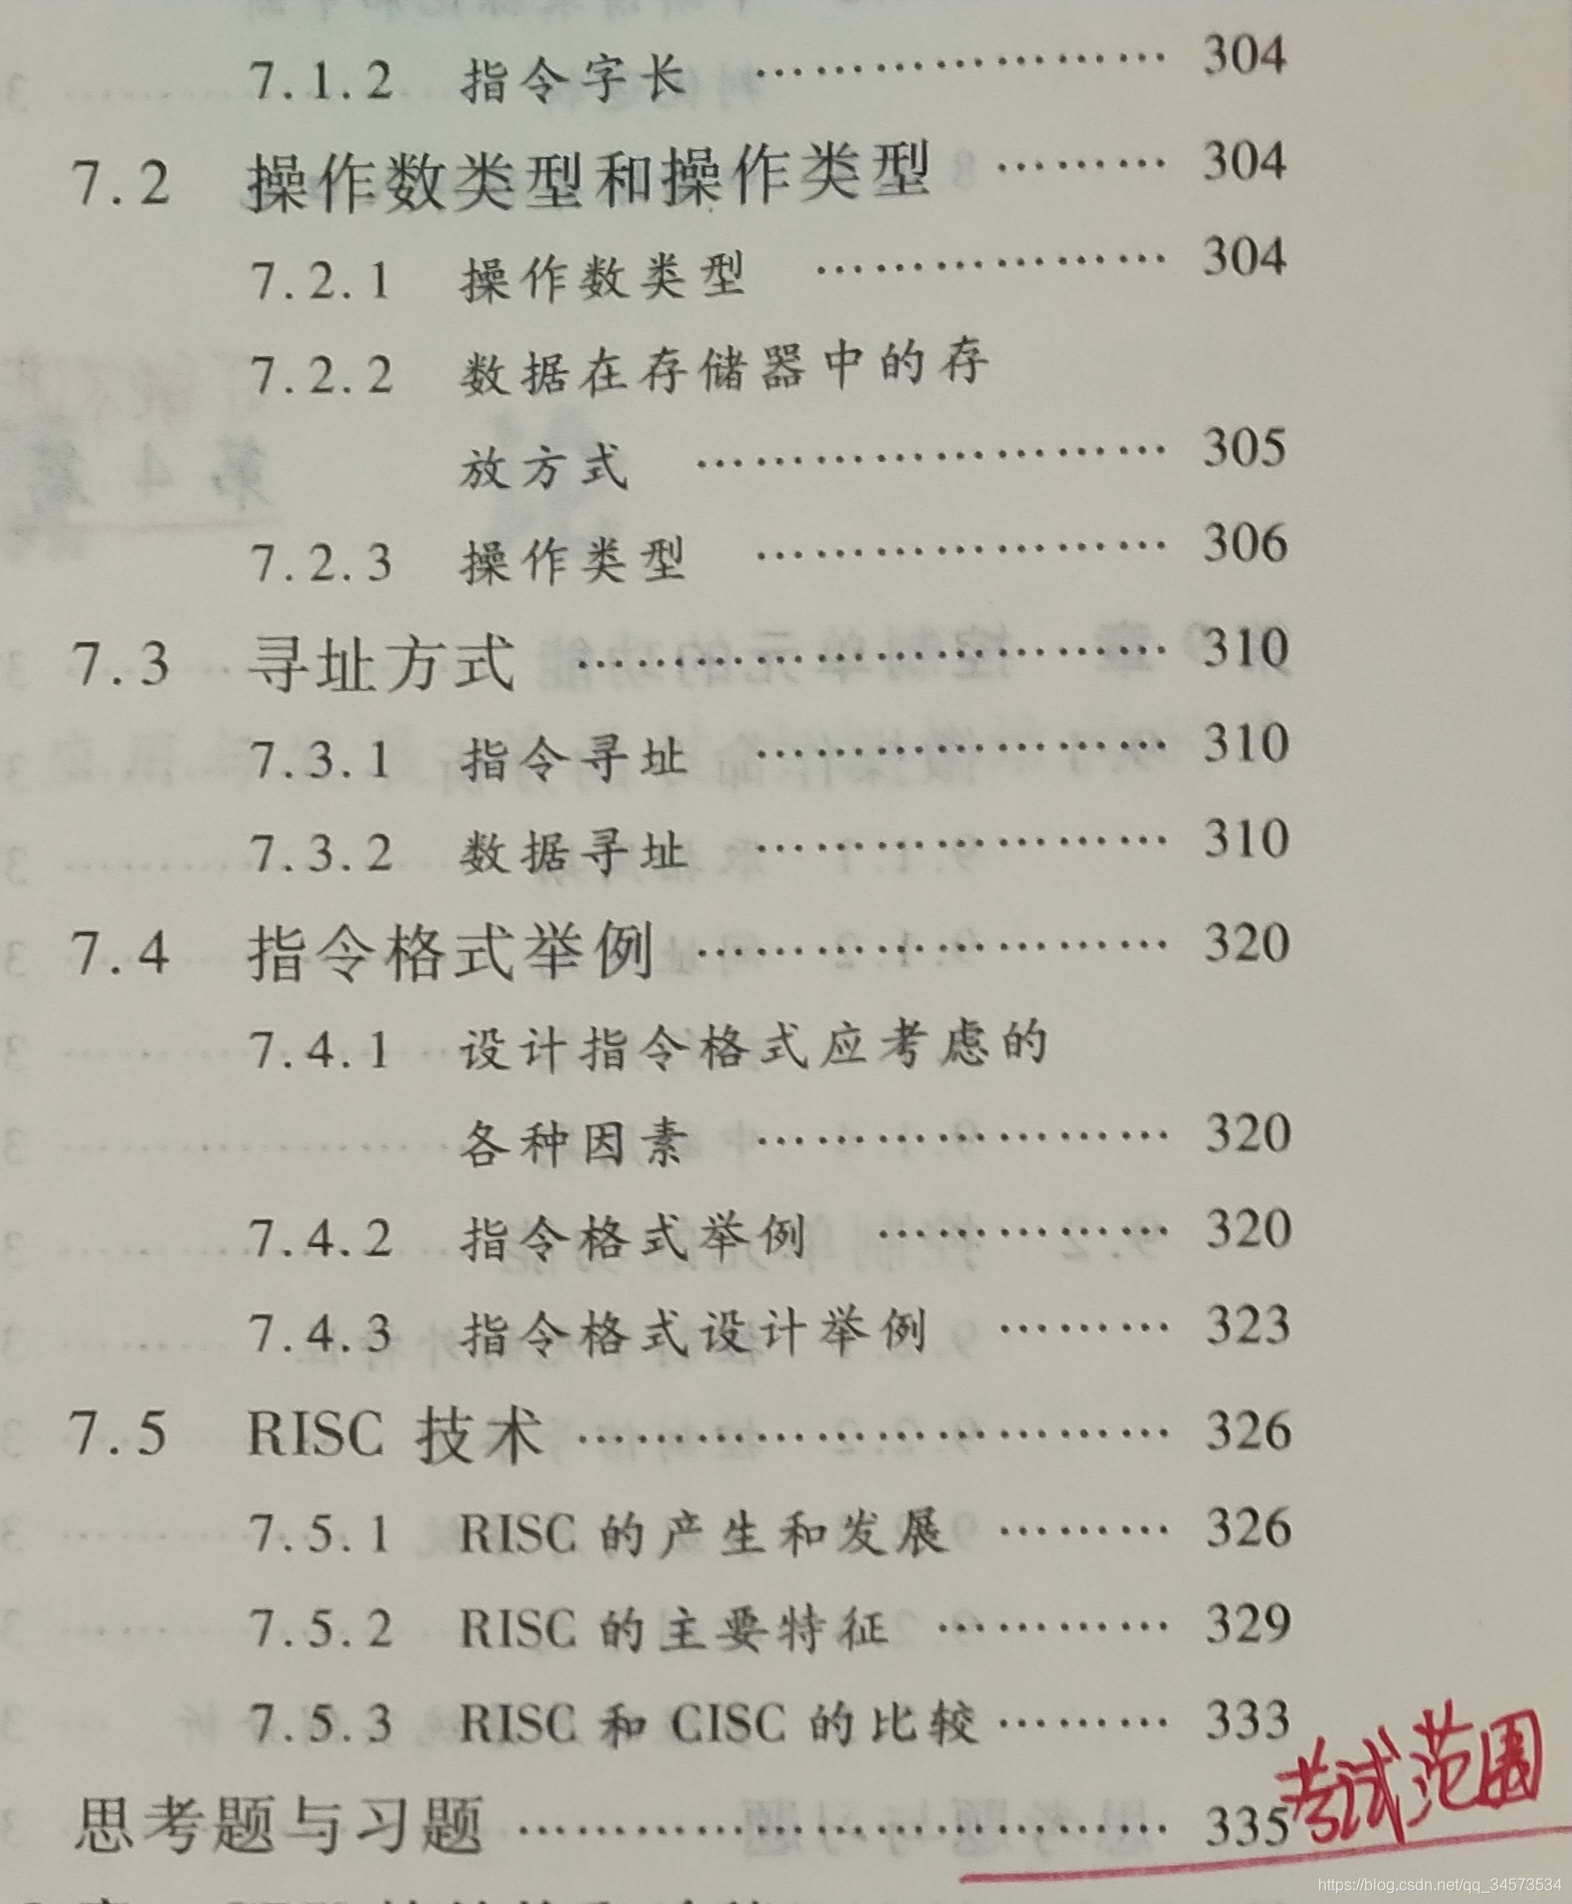 7.1.2 指令字长 ………………… 304
7.2 操作数类型和操作类型 ……… 304
7.2.1 操作数类型 ……………… 304
7.2.2 数据在存储器中的存
放方式 …………………… 305
7.2.3 操作类型 ………………… 306
7.3 寻址方式 ………………………… 310
7.3.1 指令寻址 ………………… 310
7.3.2 数据寻址 ………………… 310
7.4 指令格式举例 …………………… 320
7.4.1 设计指令格式应考虑的
各种因素 ………………… 320
7.4.2 指令格式举例 …………… 320
7.4.3 指令格式设计举例 ……… 323
7.5 RISC 技术 ………………………… 326
7.5.1 RISC 的产生和发展 ……… 326
7.5.2 RISC 的主要特征 ………… 329
7.5.3 RISC 和 CISC 的比较 ……… 333
思考题与习题 …………………………… 335
考试范围
https://blog.csdn.net/qq_34573534